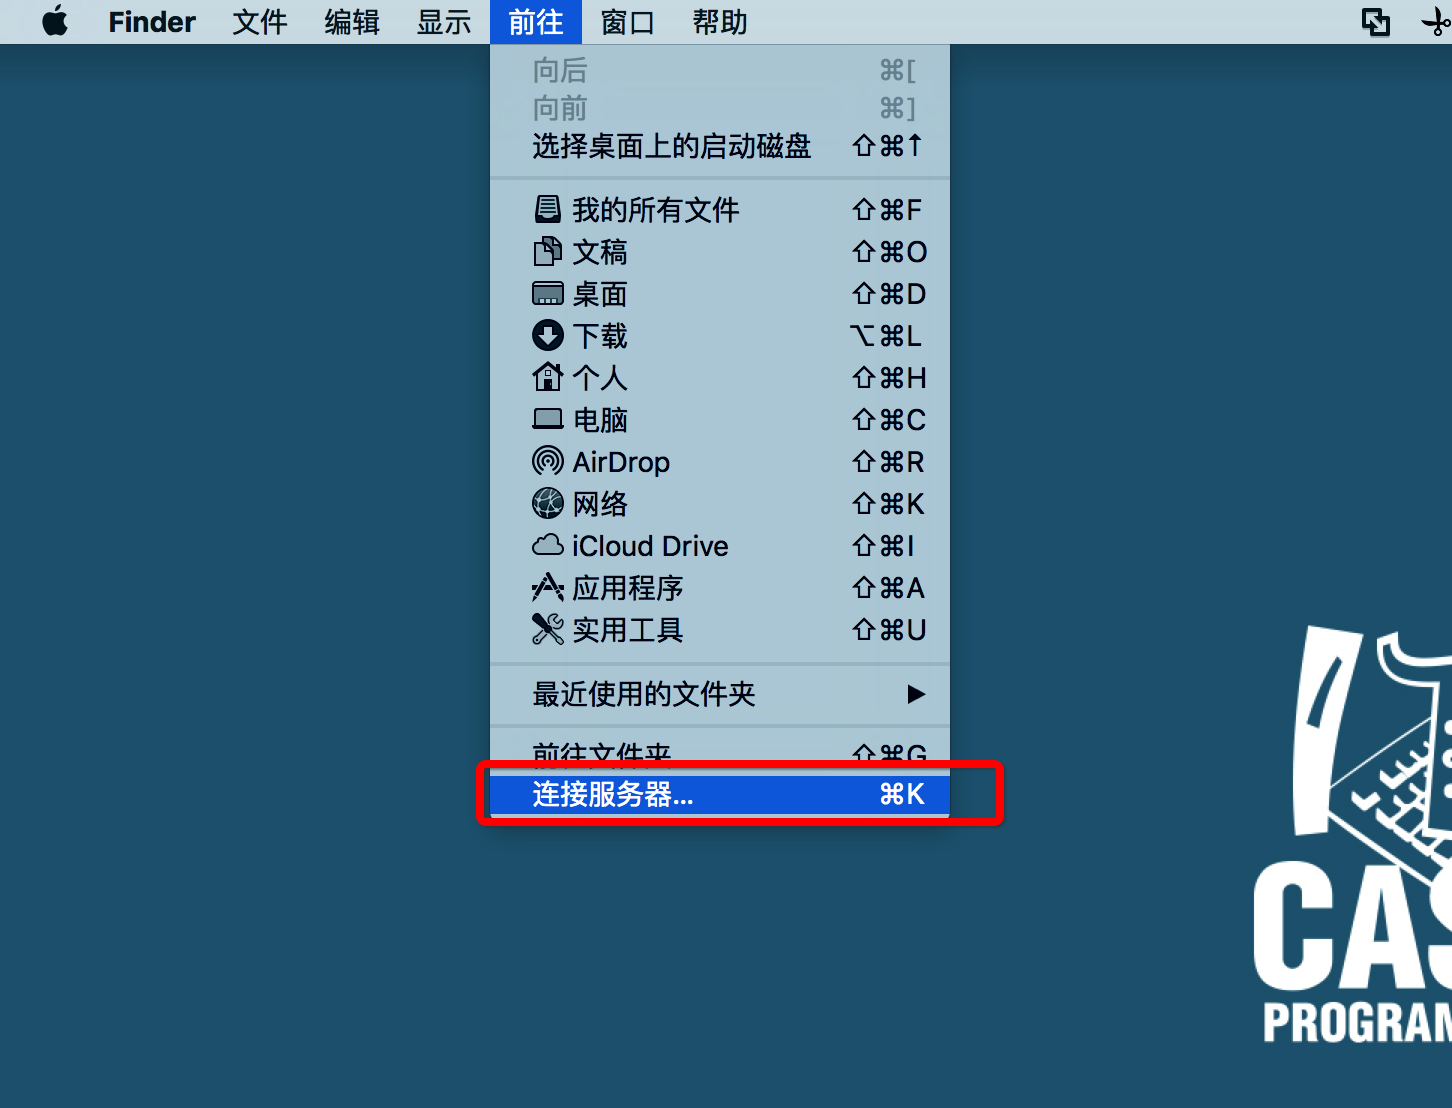 Finder 文件 编辑 显示 前往 窗口 帮助
向后 ⌘[
向前 ⌘]
选择桌面上的启动磁盘 ⇧⌘↑
我的所有文件 ⇧⌘F
文稿 ⇧⌘O
桌面 ⇧⌘D
下载 ⌥⌘L
个人 ⇧⌘H
电脑 ⇧⌘C
AirDrop ⇧⌘R
网络 ⇧⌘K
iCloud Drive ⇧⌘I
应用程序 ⇧⌘A
实用工具 ⇧⌘U
最近使用的文件夹 ▶
前往文件夹 ⇧⌘G
连接服务器... ⌘K
CAS
PROGRAM